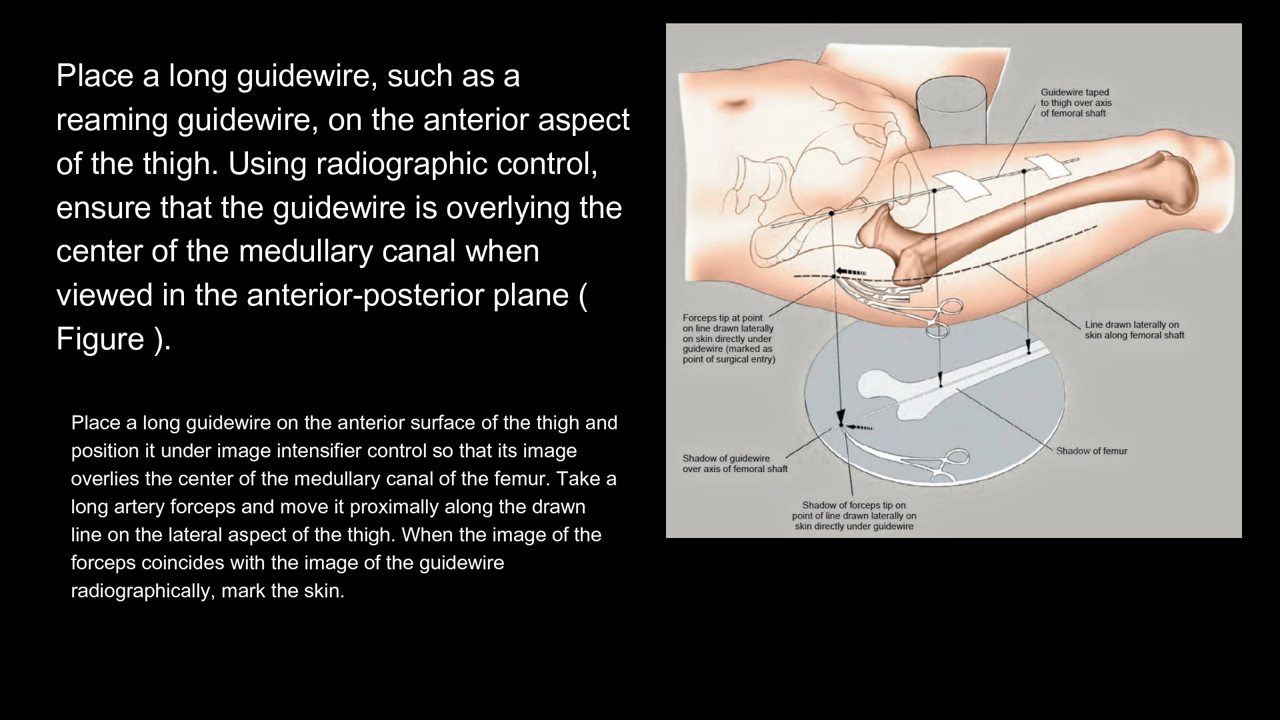 Place a long guidewire, such as a
reaming guidewire, on the anterior aspect
of the thigh. Using radiographic control,
ensure that the guidewire is overlying the
center of the medullary canal when
viewed in the anterior-posterior plane (
Figure ).
Place a long guidewire on the anterior surface of the thigh and
position it under image intensifier control so that its image
overlies the center of the medullary canal of the femur. Take a
long artery forceps and move it proximally along the drawn
line on the lateral aspect of the thigh. When the image of the
forceps coincides with the image of the guidewire
radiographically, mark the skin.
Guidewire taped
to thigh over axis
of femoral shaft
Forceps tip at point
on line drawn laterally
on skin directly under
guidewire (marked as
point of surgical entry)
Line drawn laterally on
skin along femoral shaft
Shadow of guidewire
over axis of femoral shaft
Shadow of femur
Shadow of forceps tip on
point of line drawn laterally on
skin directly under guidewire